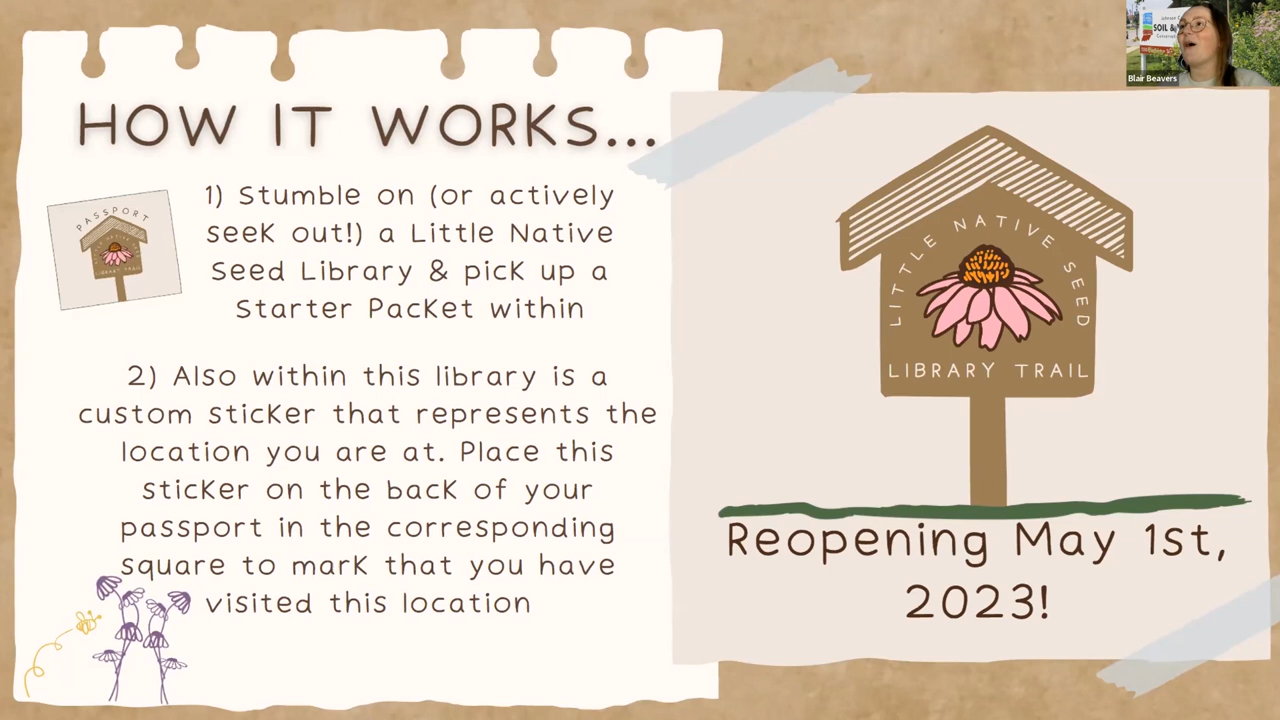 HOW IT WORKS...
PASSPORT
LIBRARY TRAIL
1) Stumble on (or actively
seek out!) a Little Native
Seed Library & pick up a
Starter Packet within
2) Also within this library is a
custom sticker that represents the
location you are at. Place this
sticker on the back of your
passport in the corresponding
square to mark that you have
visited this location
LITTLE NATIVE SEED
LIBRARY TRAIL
Reopening May 1st,
2023!
SOIL &
Blair Beavers